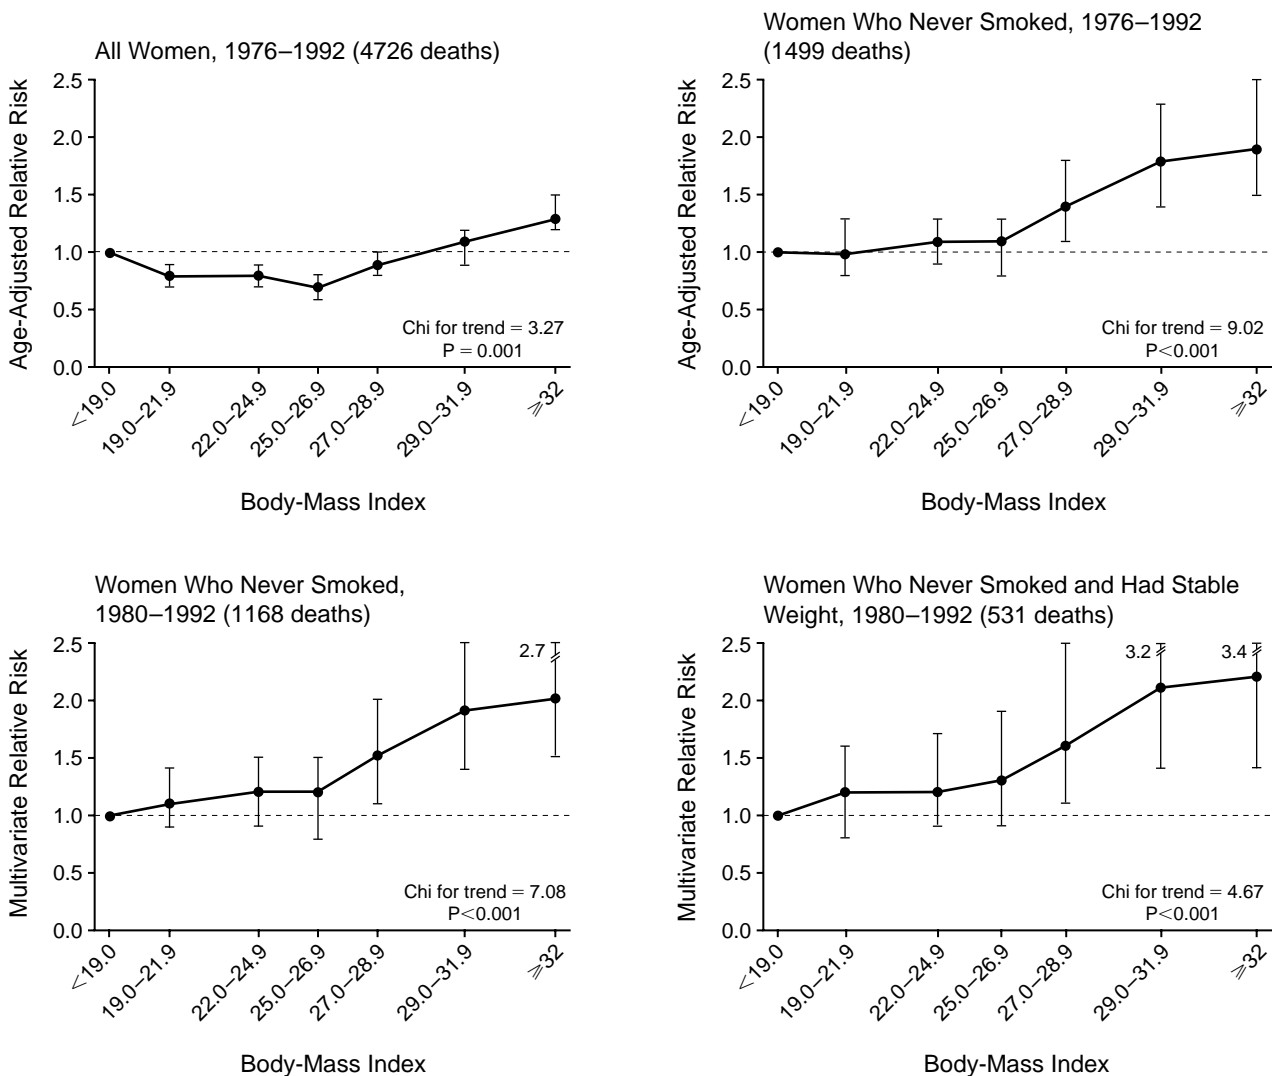 All Women, 1976–1992 (4726 deaths)
Age-Adjusted Relative Risk
2.5
2.0
1.5
1.0
0.5
0.0
Chi for trend = 3.27
P = 0.001
<19.0
19.0–21.9
22.0–24.9
25.0–26.9
27.0–28.9
29.0–31.9
⩾32
Body-Mass Index
Women Who Never Smoked, 1976–1992
(1499 deaths)
Age-Adjusted Relative Risk
2.5
2.0
1.5
1.0
0.5
0.0
Chi for trend = 9.02
P<0.001
<19.0
19.0–21.9
22.0–24.9
25.0–26.9
27.0–28.9
29.0–31.9
⩾32
Body-Mass Index
Women Who Never Smoked,
1980–1992 (1168 deaths)
Multivariate Relative Risk
2.5
2.0
1.5
1.0
0.5
0.0
2.7
Chi for trend = 7.08
P<0.001
<19.0
19.0–21.9
22.0–24.9
25.0–26.9
27.0–28.9
29.0–31.9
⩾32
Body-Mass Index
Women Who Never Smoked and Had Stable
Weight, 1980–1992 (531 deaths)
Multivariate Relative Risk
2.5
2.0
1.5
1.0
0.5
0.0
3.2
3.4
Chi for trend = 4.67
P<0.001
<19.0
19.0–21.9
22.0–24.9
25.0–26.9
27.0–28.9
29.0–31.9
⩾32
Body-Mass Index